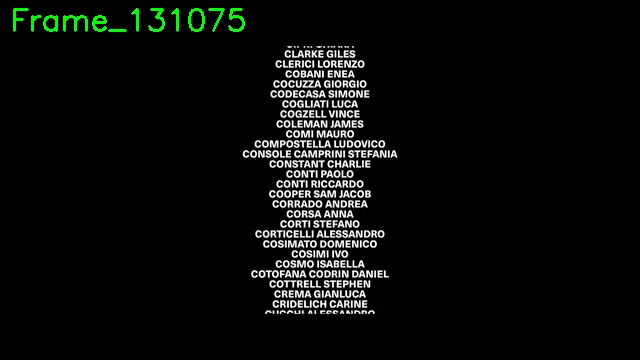 Frame_131075
CLARKE GILES
CLERICI LORENZO
COBANI ENEA
COCUZZA GIORGIO
CODECASA SIMONE
COGLIATI LUCA
COGZELL VINCE
COLEMAN JAMES
COMI MAURO
COMPOSTELLA LUDOVICO
CONSOLE CAMPRINI STEFANIA
CONSTANT CHARLIE
CONTI PAOLO
CONTI RICCARDO
COOPER SAM JACOB
CORRADO ANDREA
CORSA ANNA
CORTI STEFANO
CORTICELLI ALESSANDRO
COSIMATO DOMENICO
COSIMI IVO
COSMO ISABELLA
COTOFANA CODRIN DANIEL
COTTRELL STEPHEN
CREMA GIANLUCA
CRIDELICH CARINE
CUCCHI ALESSANDRO